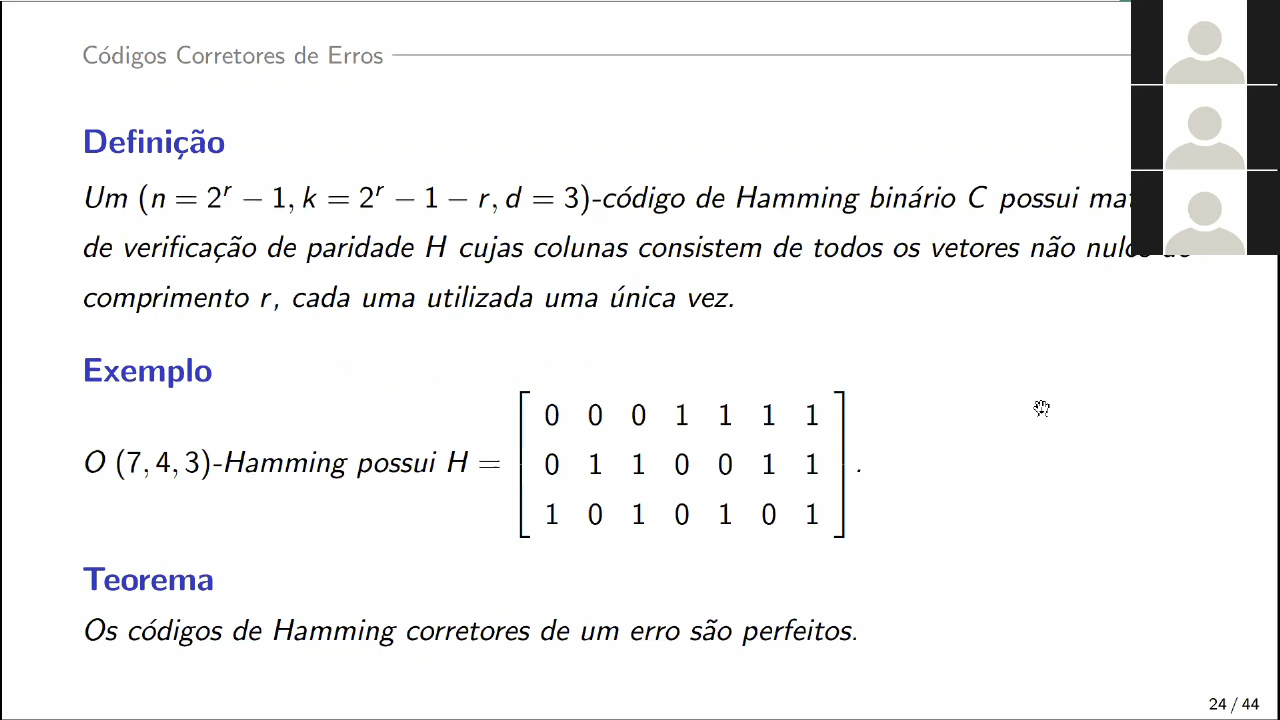 Códigos Corretores de Erros
Definição
Um (n = 2^r − 1, k = 2^r − 1 − r, d = 3)-código de Hamming binário C possui
de verificação de paridade H cujas colunas consistem de todos os vetores não nulos
comprimento r, cada uma utilizada uma única vez.
Exemplo
O (7, 4, 3)-Hamming possui H = [
0 0 0 1 1 1 1
0 1 1 0 0 1 1
1 0 1 0 1 0 1
] .
Teorema
Os códigos de Hamming corretores de um erro são perfeitos.
24 / 44